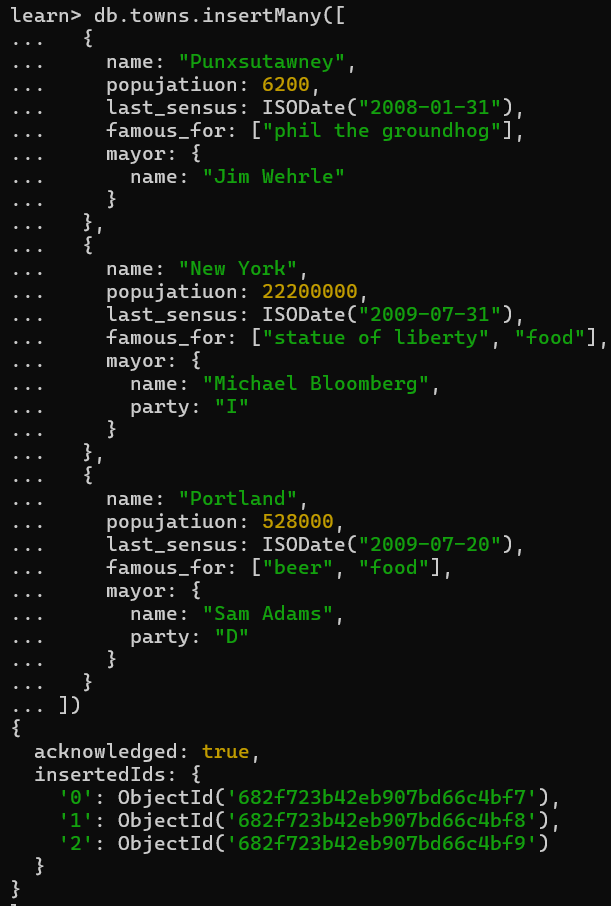 learn> db.towns.insertMany([
...   {
...     name: "Punxsutawney",
...     popujatiuon: 6200,
...     last_sensus: ISODate("2008-01-31"),
...     famous_for: ["phil the groundhog"],
...     mayor: {
...       name: "Jim Wehrle"
...     }
...   },
...   {
...     name: "New York",
...     popujatiuon: 22200000,
...     last_sensus: ISODate("2009-07-31"),
...     famous_for: ["statue of liberty", "food"],
...     mayor: {
...       name: "Michael Bloomberg",
...       party: "I"
...     }
...   },
...   {
...     name: "Portland",
...     popujatiuon: 528000,
...     last_sensus: ISODate("2009-07-20"),
...     famous_for: ["beer", "food"],
...     mayor: {
...       name: "Sam Adams",
...       party: "D"
...     }
...   }
... ])
{
  acknowledged: true,
  insertedIds: {
    '0': ObjectId('682f723b42eb907bd66c4bf7'),
    '1': ObjectId('682f723b42eb907bd66c4bf8'),
    '2': ObjectId('682f723b42eb907bd66c4bf9')
  }
}